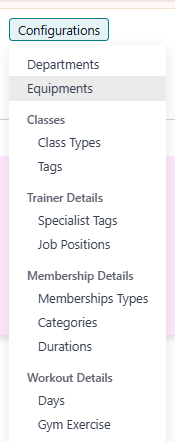 Configurations
Departments
Equipments
Classes
Class Types
Tags
Trainer Details
Specialist Tags
Job Positions
Membership Details
Memberships Types
Categories
Durations
Workout Details
Days
Gym Exercise